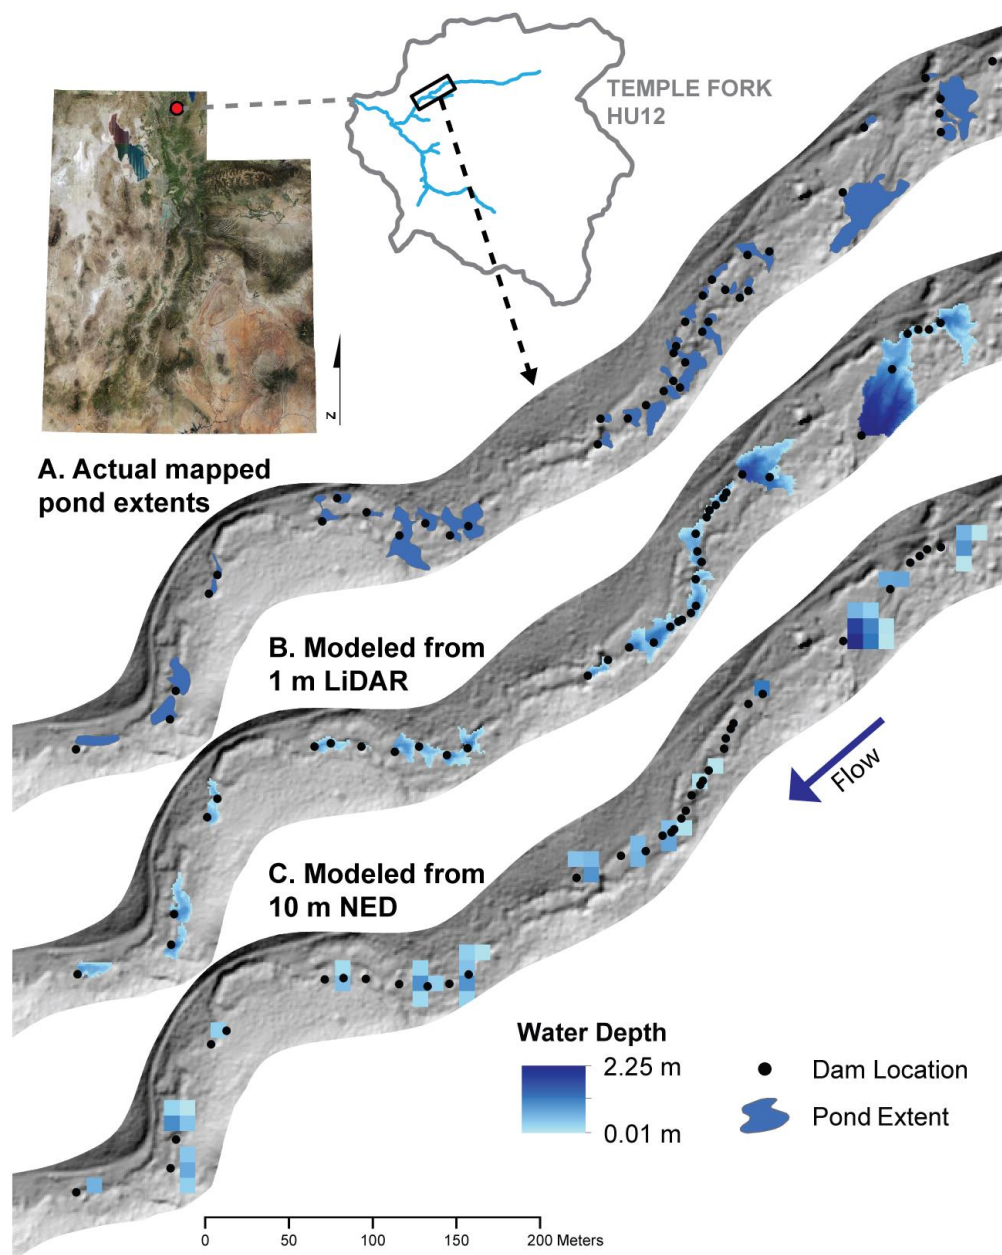 TEMPLE FORK
HU12
N
A. Actual mapped
pond extents
B. Modeled from
1 m LiDAR
Flow
C. Modeled from
10 m NED
Water Depth
2.25 m
0.01 m
Dam Location
Pond Extent
0 50 100 150 200 Meters